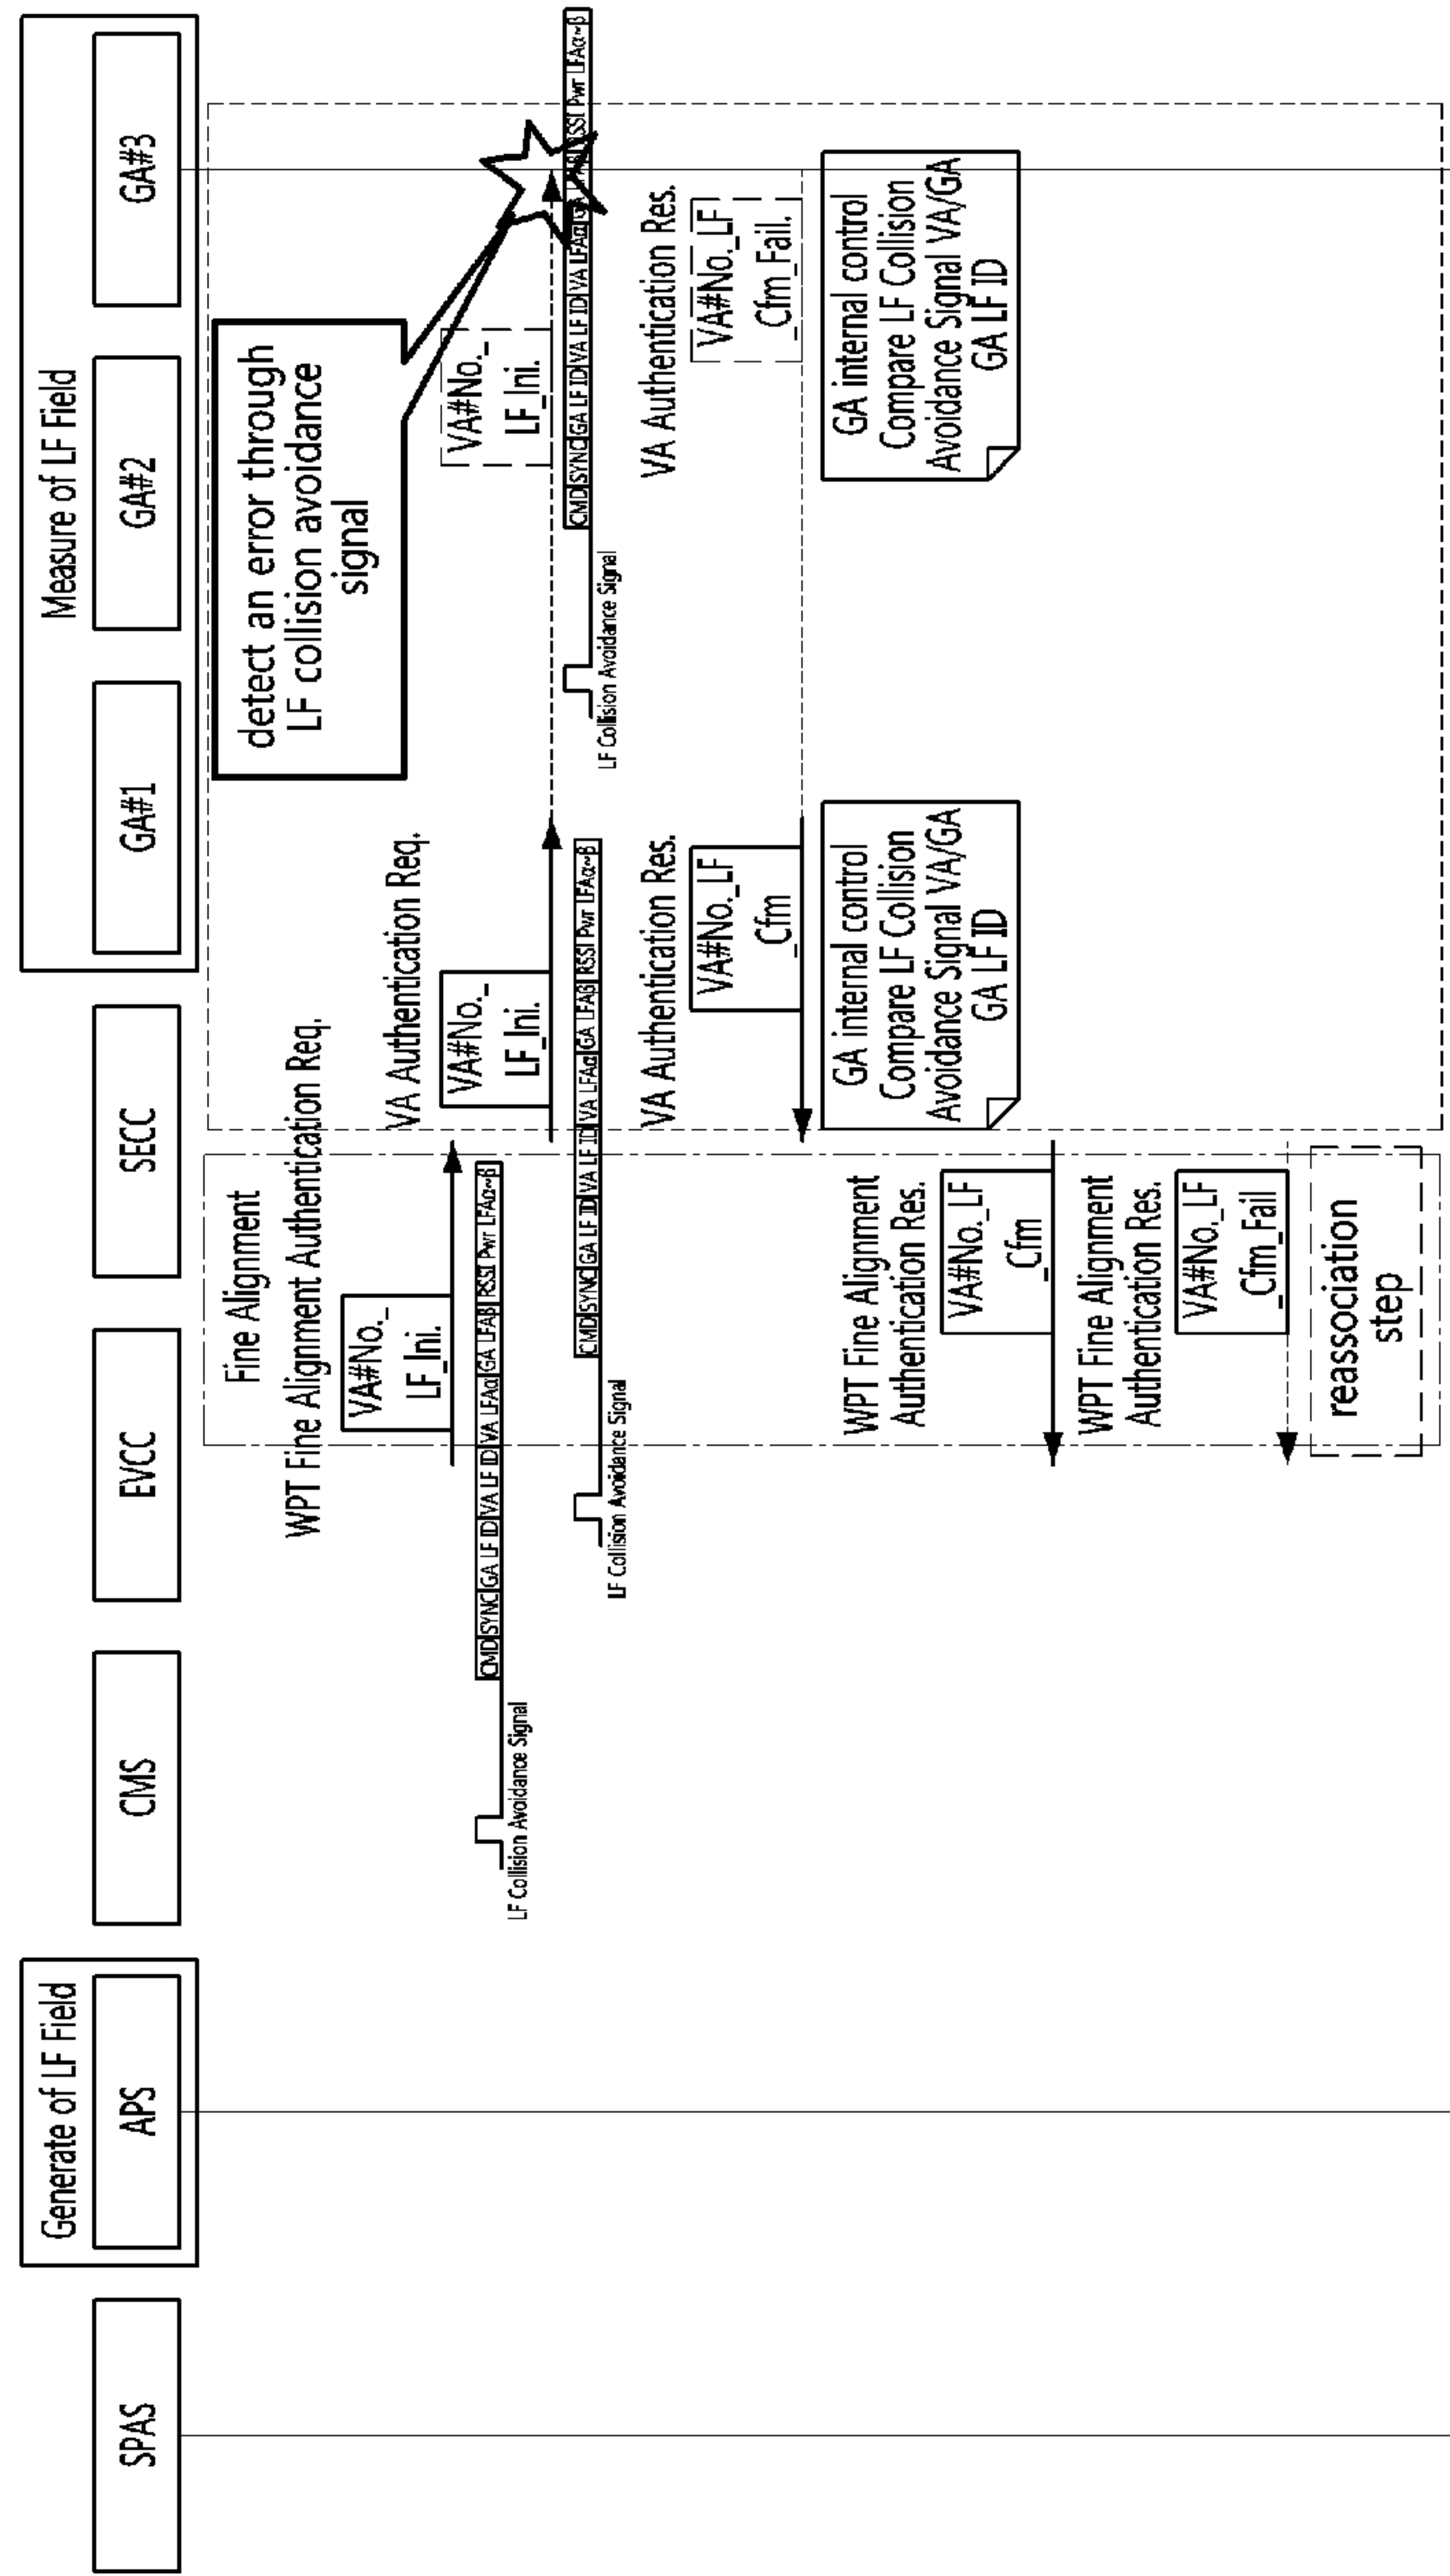 Generate of LF Field
Measure of LF Field
SPAS
APS
CMS
EVCC
SECC
GA#1
GA#2
GA#3
Fine Alignment
WPT Fine Alignment Authentication Req.
VA#No._
LF_Ini.
CMD SYNC GA LF ID VA LF ID VA LFAα GA LFAβ RSSI Pwr LFAα~β
LF Collision Avoidance Signal
VA Authentication Req.
VA#No._
LF_Ini.
CMD SYNC GA LF ID VA LF ID VA LFAα GA LFAβ RSSI Pwr LFAα~β
LF Collision Avoidance Signal
detect an error through
LF collision avoidance
signal
VA#No._
LF_Ini.
CMD SYNC GA LF ID VA LF ID VA LFAα GA Pwr LFAα~β
LF Collision Avoidance Signal
VA Authentication Res.
VA#No._LF
_Cfm
VA Authentication Res.
VA#No._LF
_Cfm_Fail.
GA internal control
Compare LF Collision
Avoidance Signal VA/GA
GA LF ID
GA internal control
Compare LF Collision
Avoidance Signal VA/GA
GA LF ID
WPT Fine Alignment
Authentication Res.
VA#No._LF
_Cfm
WPT Fine Alignment
Authentication Res.
VA#No._LF
_Cfm_Fail
reassociation
step